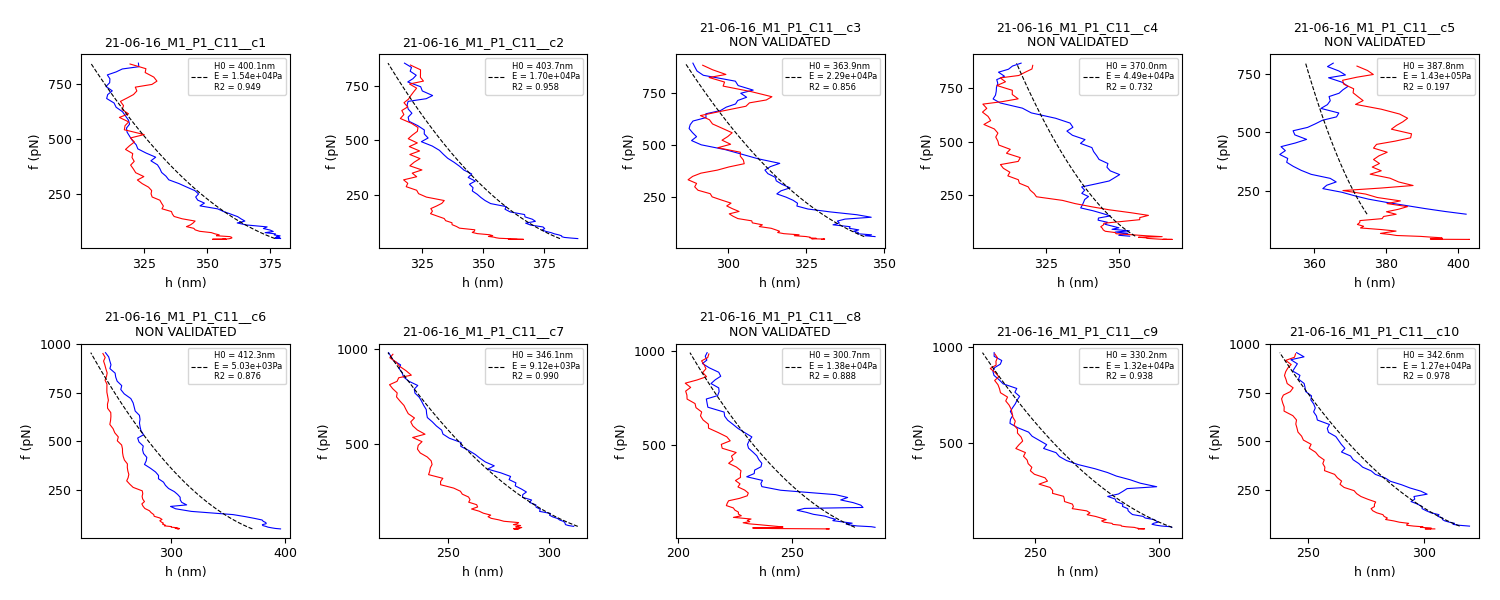 21-06-16_M1_P1_C11__c1
750
500
250
325
350
375
f (pN)
h (nm)
H0 = 400.1nm
E = 1.54e+04Pa
R2 = 0.949
21-06-16_M1_P1_C11__c2
750
500
250
325
350
375
f (pN)
h (nm)
H0 = 403.7nm
E = 1.70e+04Pa
R2 = 0.958
21-06-16_M1_P1_C11__c3
NON VALIDATED
750
500
250
300
350
f (pN)
h (nm)
H0 = 363.9nm
E = 2.29e+04Pa
R2 = 0.856
21-06-16_M1_P1_C11__c4
NON VALIDATED
750
500
250
325
350
f (pN)
h (nm)
H0 = 370.0nm
E = 4.49e+04Pa
R2 = 0.732
21-06-16_M1_P1_C11__c5
NON VALIDATED
750
500
250
360
380
400
f (pN)
h (nm)
H0 = 387.8nm
E = 1.43e+05Pa
R2 = 0.197
21-06-16_M1_P1_C11__c6
NON VALIDATED
1000
750
500
250
300
400
f (pN)
h (nm)
H0 = 412.3nm
E = 5.03e+03Pa
R2 = 0.876
21-06-16_M1_P1_C11__c7
1000
500
250
300
f (pN)
h (nm)
H0 = 346.1nm
E = 9.12e+03Pa
R2 = 0.990
21-06-16_M1_P1_C11__c8
NON VALIDATED
1000
500
200
250
f (pN)
h (nm)
H0 = 300.7nm
E = 1.38e+04Pa
R2 = 0.888
21-06-16_M1_P1_C11__c9
1000
500
250
300
f (pN)
h (nm)
H0 = 330.2nm
E = 1.32e+04Pa
R2 = 0.938
21-06-16_M1_P1_C11__c10
1000
750
500
250
250
300
f (pN)
h (nm)
H0 = 342.6nm
E = 1.27e+04Pa
R2 = 0.978